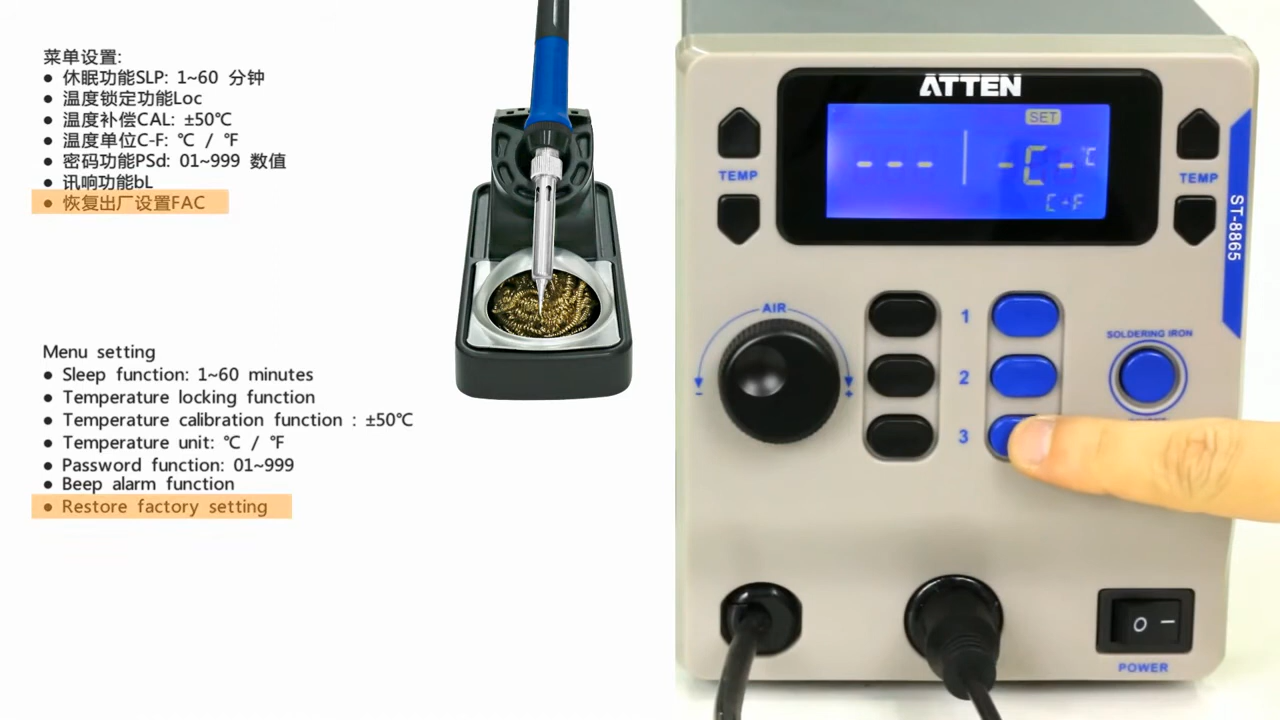 菜单设置:
● 休眠功能SLP: 1~60 分钟
● 温度锁定功能Loc
● 温度补偿CAL: ±50℃
● 温度单位C-F: ℃ / ℉
● 密码功能PSd: 01~999 数值
● 讯响功能bL
● 恢复出厂设置FAC
Menu setting
● Sleep function: 1~60 minutes
● Temperature locking function
● Temperature calibration function : ±50℃
● Temperature unit: ℃ / ℉
● Password function: 01~999
● Beep alarm function
● Restore factory setting
ATTEN
SET
--- -C- ℃
C-F
TEMP
TEMP
ST-8865
AIR
- +
1
2
3
SOLDERING IRON
O —
POWER